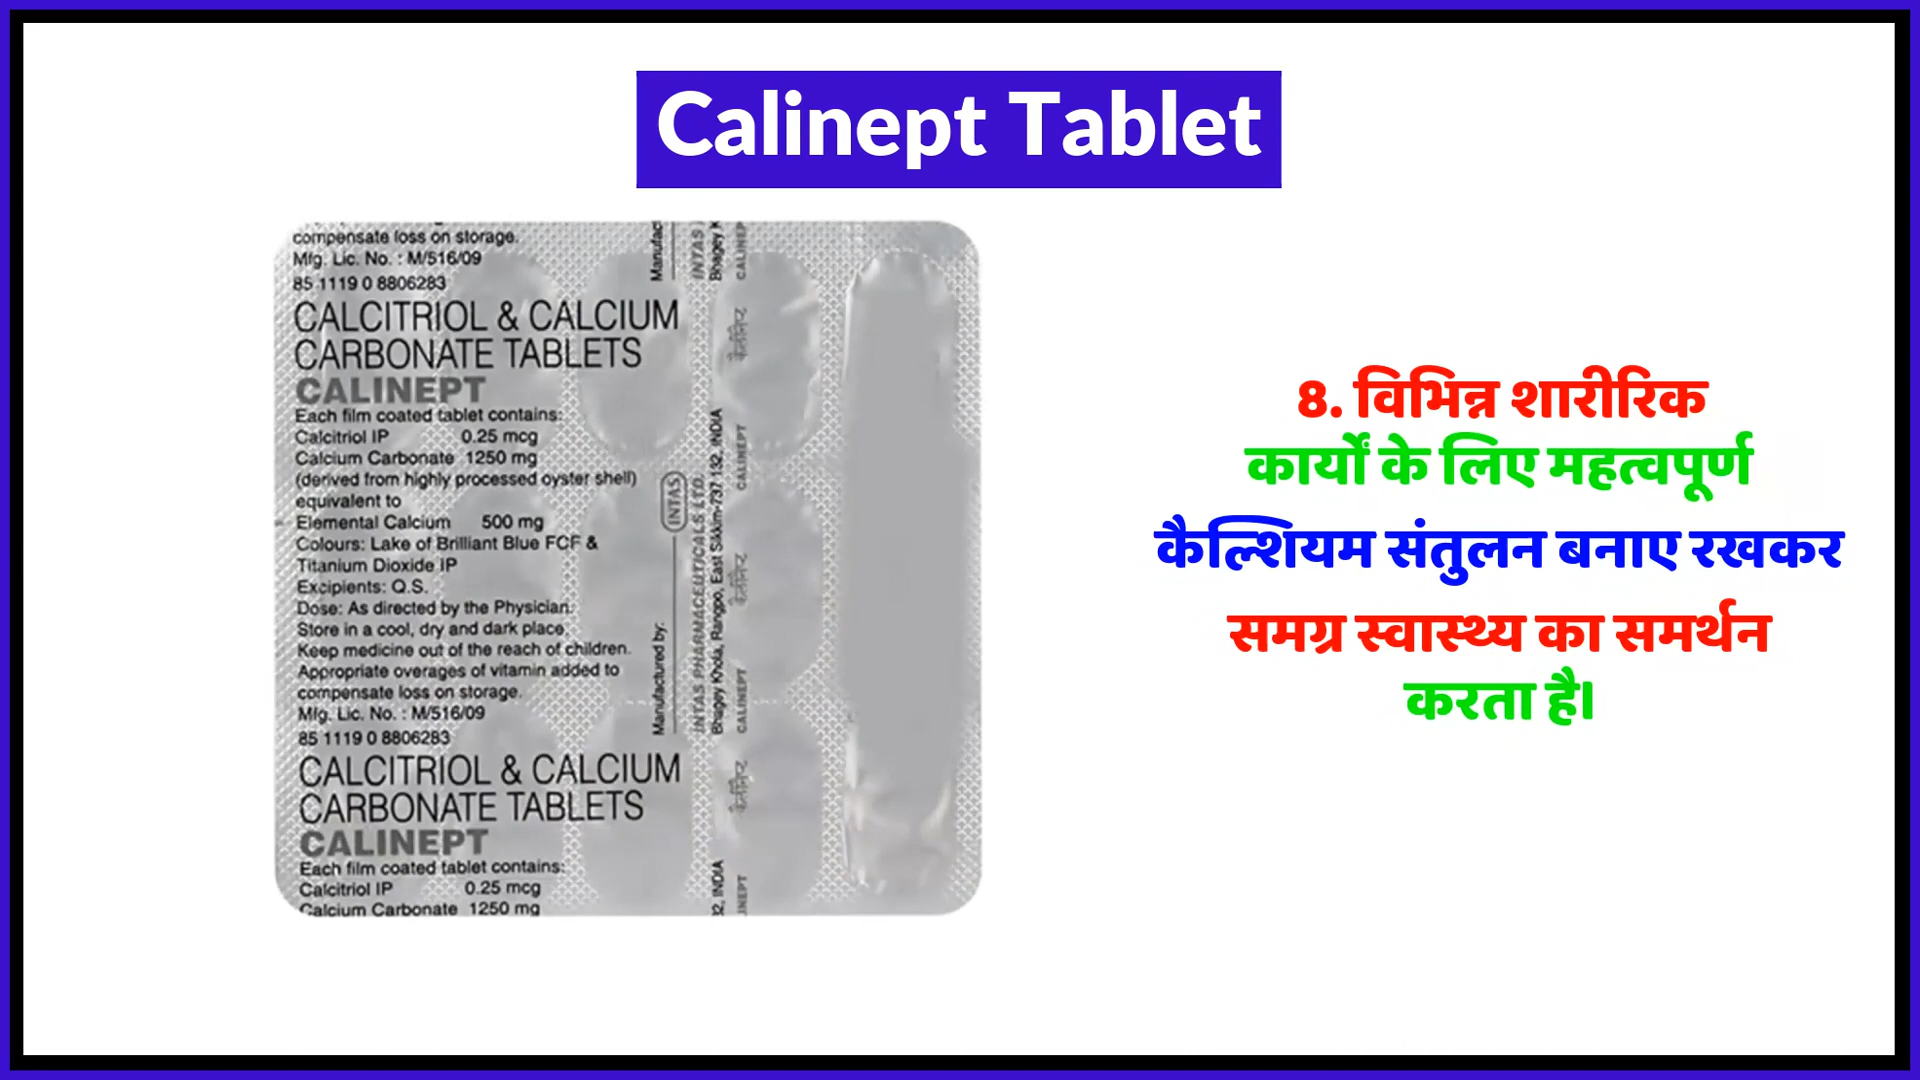 Calinept Tablet
compensate loss on storage.
Mfg. Lic. No. : M/516/09
85 1119 0 8806283
CALCITRIOL & CALCIUM
CARBONATE TABLETS
CALINEPT
Each film coated tablet contains:
Calcitriol IP 0.25 mcg
Calcium Carbonate 1250 mg
(derived from highly processed oyster shell)
equivalent to
Elemental Calcium 500 mg
Colours: Lake of Brilliant Blue FCF &
Titanium Dioxide IP
Excipients: Q.S.
Dose: As directed by the Physician.
Store in a cool, dry and dark place.
Keep medicine out of the reach of children.
Appropriate overages of vitamin added to
compensate loss on storage.
Mfg. Lic. No. : M/516/09
85 1119 0 8806283
CALCITRIOL & CALCIUM
CARBONATE TABLETS
CALINEPT
Each film coated tablet contains:
Calcitriol IP 0.25 mcg
Calcium Carbonate 1250 mg
Manufactured by:
INTAS
INTAS PHARMACEUTICALS LTD.
Bhagey Khola, Rangpo, East Sikkim-737 132, INDIA
CALINEPT
CALINEPT
8. विभिन्न शारीरिक
कार्यों के लिए महत्वपूर्ण
कैल्शियम संतुलन बनाए रखकर
समग्र स्वास्थ्य का समर्थन
करता है।